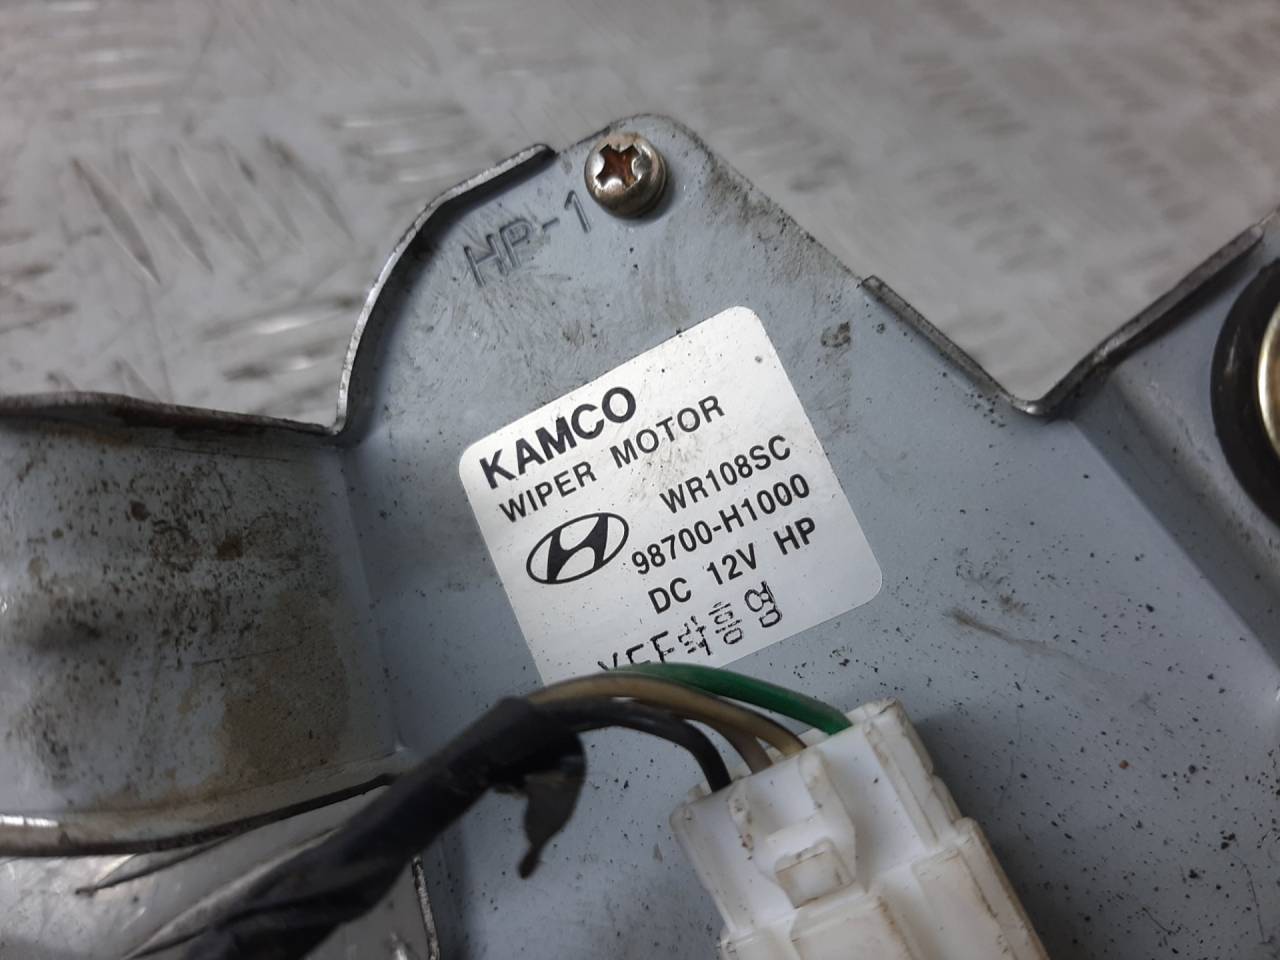 HP-1
KAMCO
WIPER MOTOR
WR108SC
98700-H1000
DC 12V HP